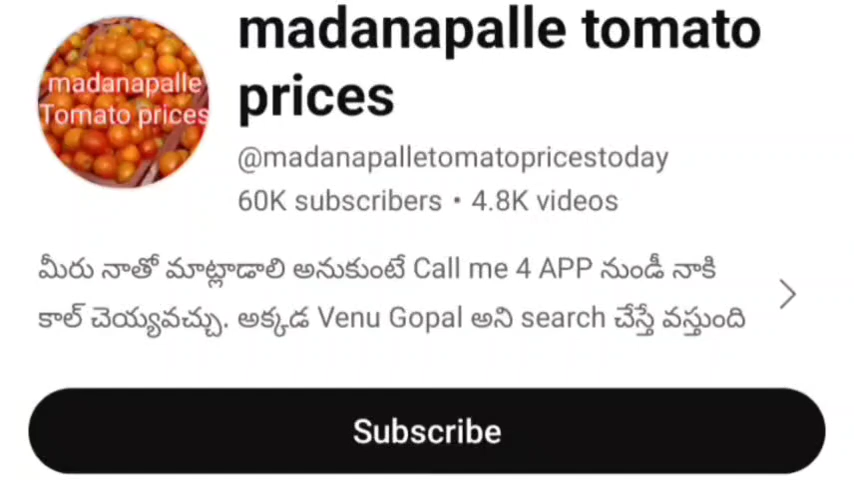 madanapalle
Tomato prices
madanapalle tomato
prices
@madanapalletomatopricestoday
60K subscribers • 4.8K videos
మీరు నాతో మాట్లాడాలి అనుకుంటే Call me 4 APP నుండీ నాకి
కాల్ చెయ్యవచ్చు. అక్కడ Venu Gopal అని search చేస్తే వస్తుంది
Subscribe